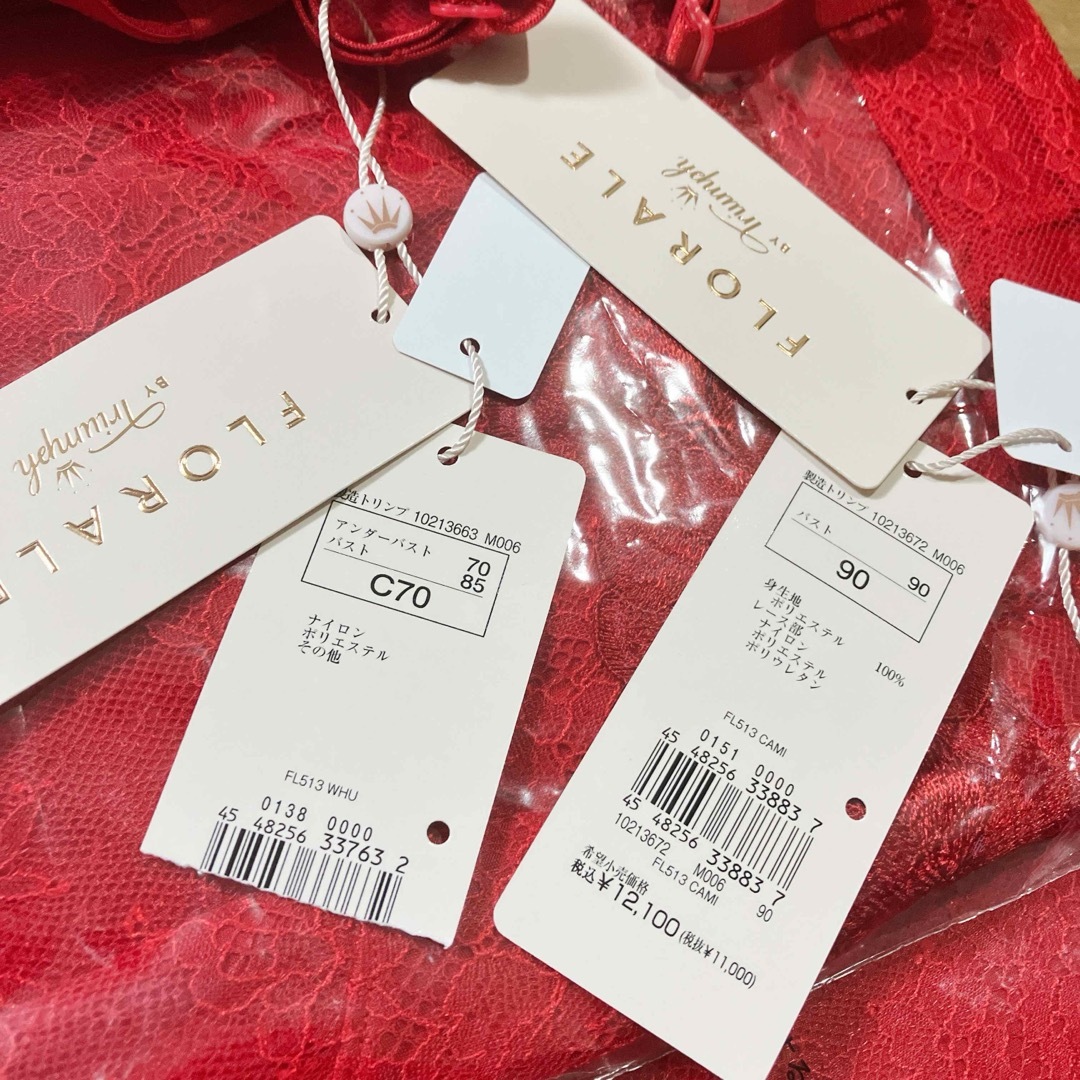 FLORALE
BY Triumph
FLORAL
BY Triumph
製造トリンプ 10213663 M006
アンダーバスト 70
バスト 85
C70
ナイロン
ポリエステル
その他
FL513 WHU
0138 0000
45 48256 33763 2
製造トリンプ 10213672 M006
バスト 90
90
身生地
ポリエステル 100%
レース部
ナイロン
ポリエステル
ポリウレタン
FL513 CAMI
0151 0000
45 48256 33883 7
45 48256 33883 7
10213672 M006
FL513 CAMI 90
希望小売価格
税込¥12,100(税抜¥11,000)